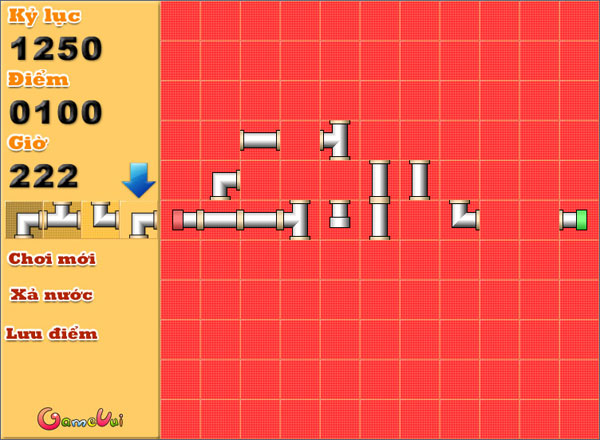 Kỷ lục
1250
Điểm
0100
Giờ
222
Chơi mới
Xả nước
Lưu điểm
GameVui